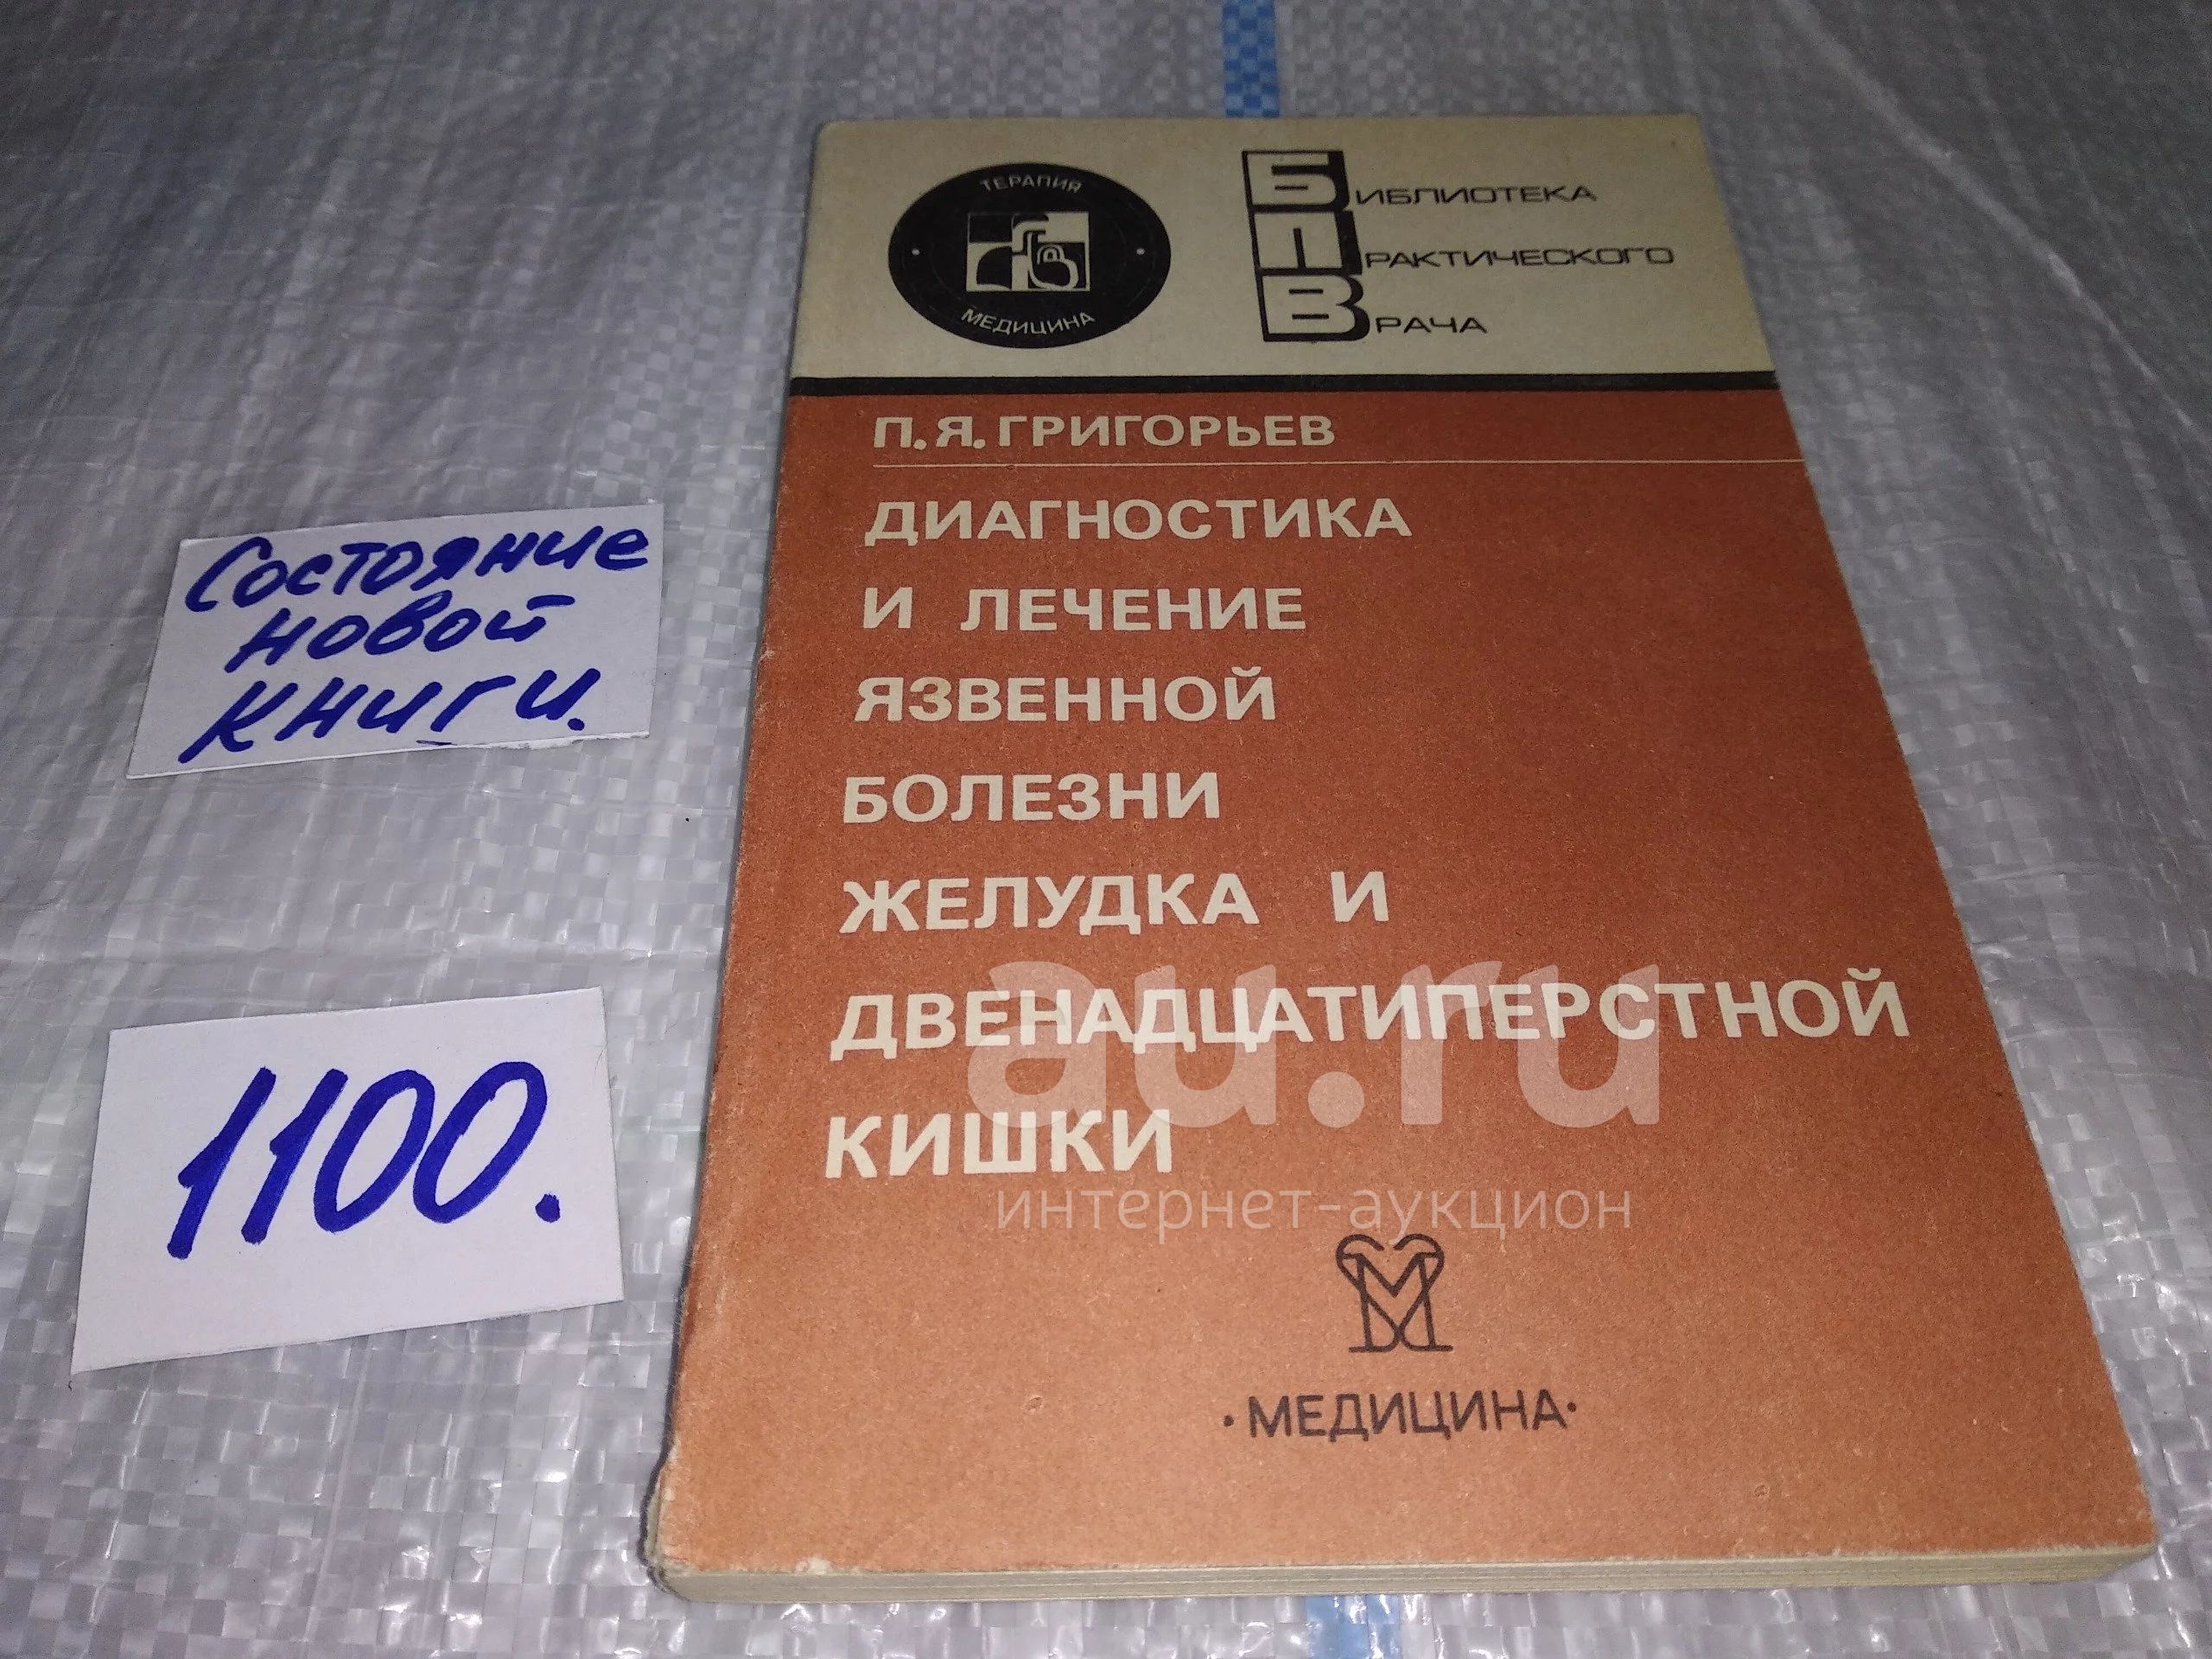 ТЕРАПИЯ
МЕДИЦИНА
БИБЛИОТЕКА
ПРАКТИЧЕСКОГО
ВРАЧА
П.Я.ГРИГОРЬЕВ
ДИАГНОСТИКА
И ЛЕЧЕНИЕ
ЯЗВЕННОЙ
БОЛЕЗНИ
ЖЕЛУДКА И
ДВЕНАДЦАТИПЕРСТНОЙ
КИШКИ
·МЕДИЦИНА·
Состояние
новой
книги.
1100.
au.ru
интернет-аукцион